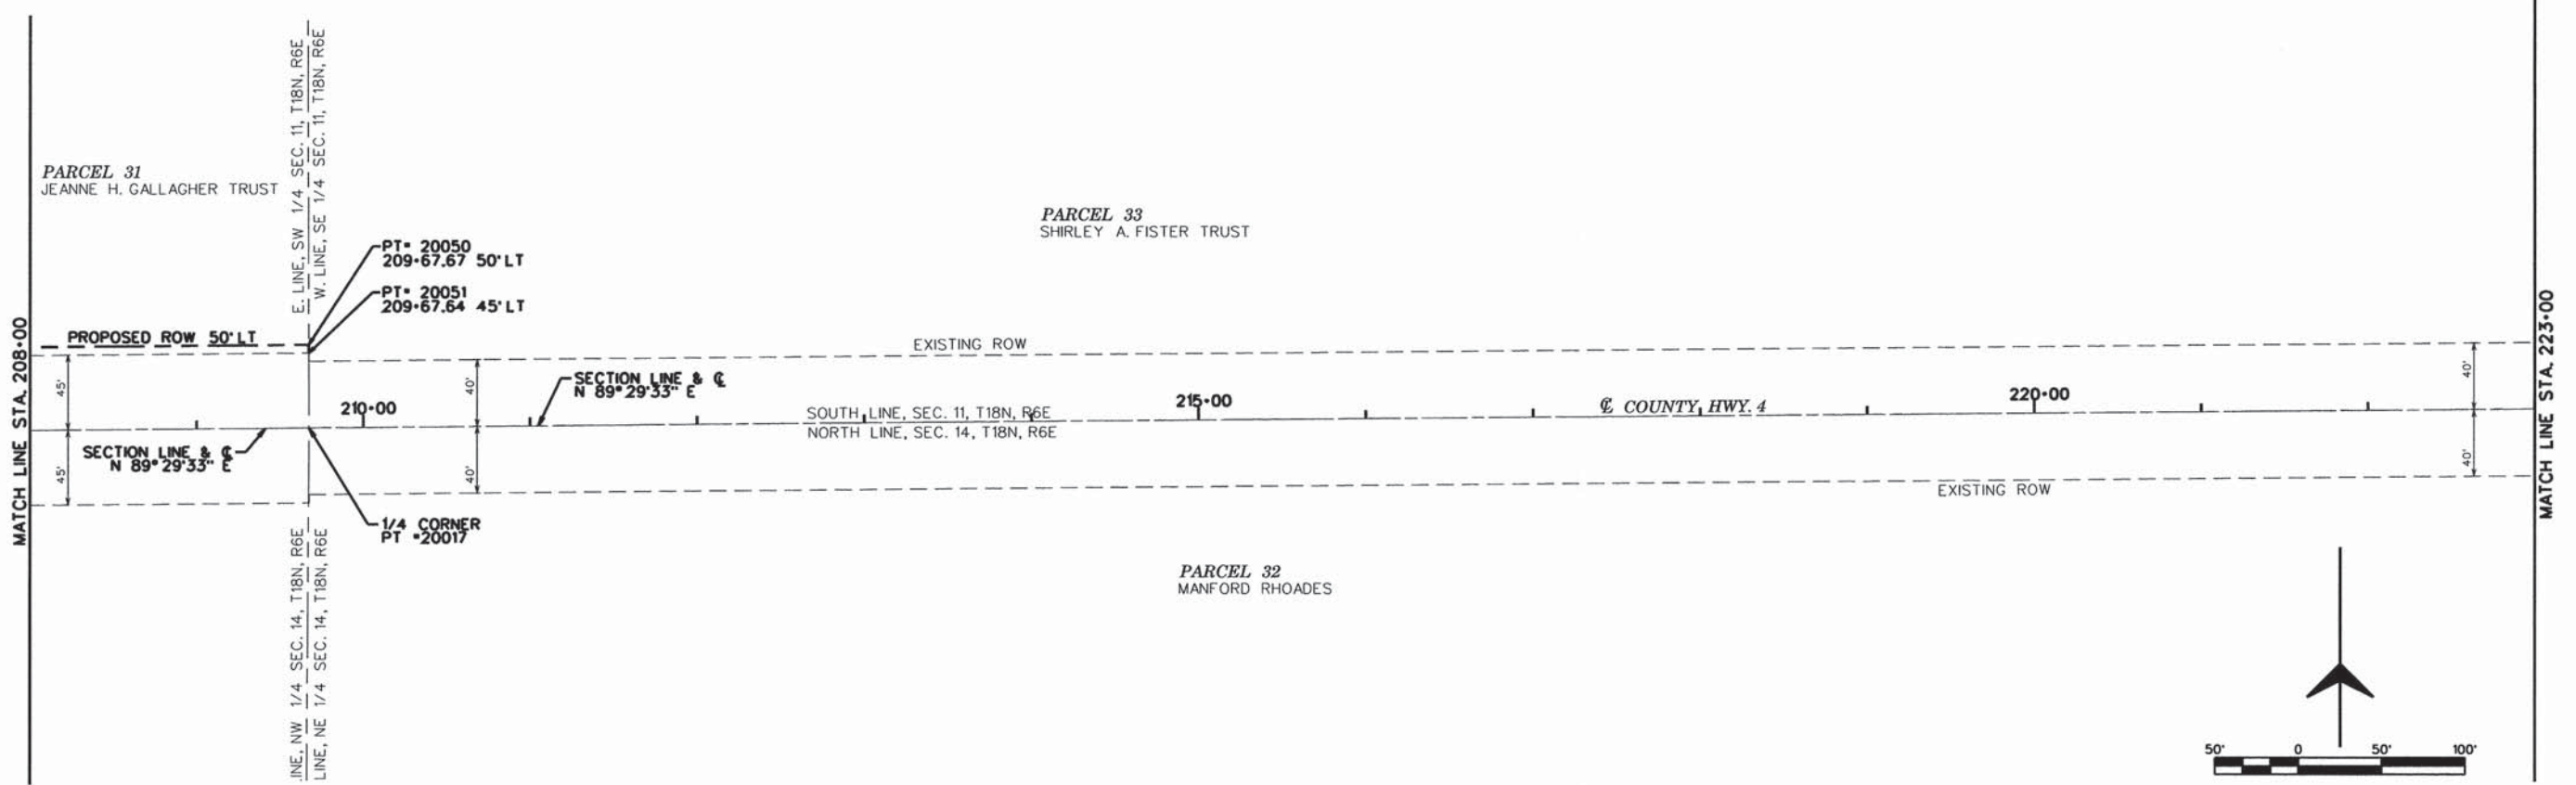 MATCH LINE STA. 208+00
PARCEL 31
JEANNE H. GALLAGHER TRUST
E. LINE, SW 1/4 SEC. 11, T18N, R6E
W. LINE, SE 1/4 SEC. 11, T18N, R6E
PT# 20050
209+67.67 50' LT
PT# 20051
209+67.64 45' LT
PARCEL 33
SHIRLEY A. FISTER TRUST
PROPOSED ROW 50' LT
EXISTING ROW
45'
45'
40'
40'
SECTION LINE & ℄
N 89°29'33" E
210+00
SOUTH LINE, SEC. 11, T18N, R6E
NORTH LINE, SEC. 14, T18N, R6E
215+00
℄ COUNTY HWY. 4
220+00
40'
40'
SECTION LINE & ℄
N 89°29'33" E
EXISTING ROW
1/4 CORNER
PT #20017
INE, NW 1/4 SEC. 14, T18N, R6E
LINE, NE 1/4 SEC. 14, T18N, R6E
PARCEL 32
MANFORD RHOADES
MATCH LINE STA. 223+00
50' 0 50' 100'